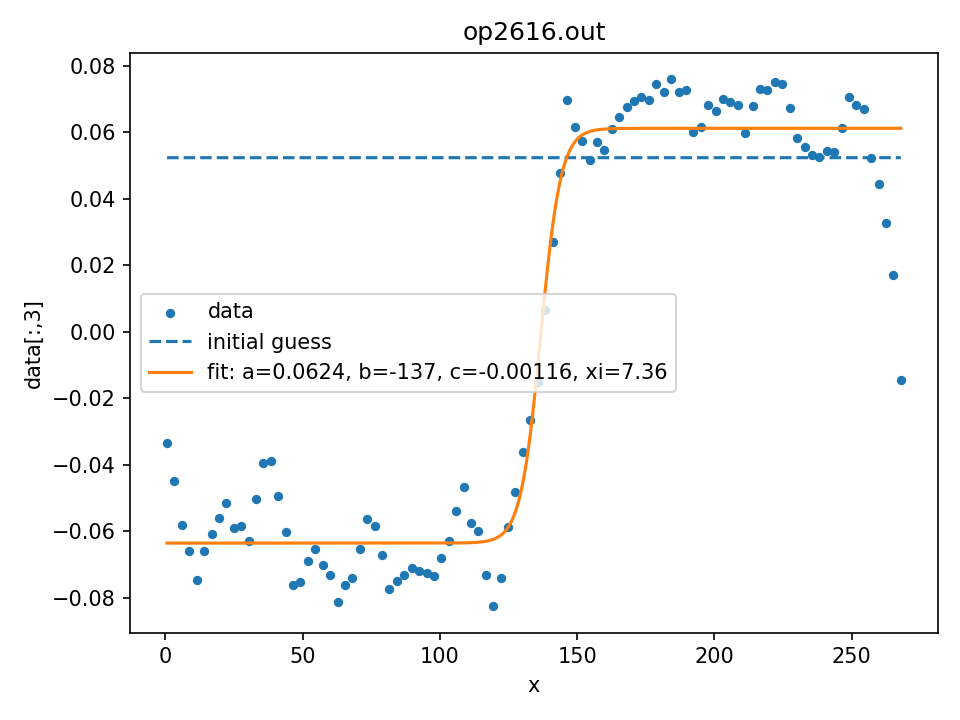 op2616.out
0.08
0.06
0.04
0.02
0.00
−0.02
−0.04
−0.06
−0.08
data[:,3]
data
initial guess
fit: a=0.0624, b=-137, c=-0.00116, xi=7.36
0 50 100 150 200 250
x